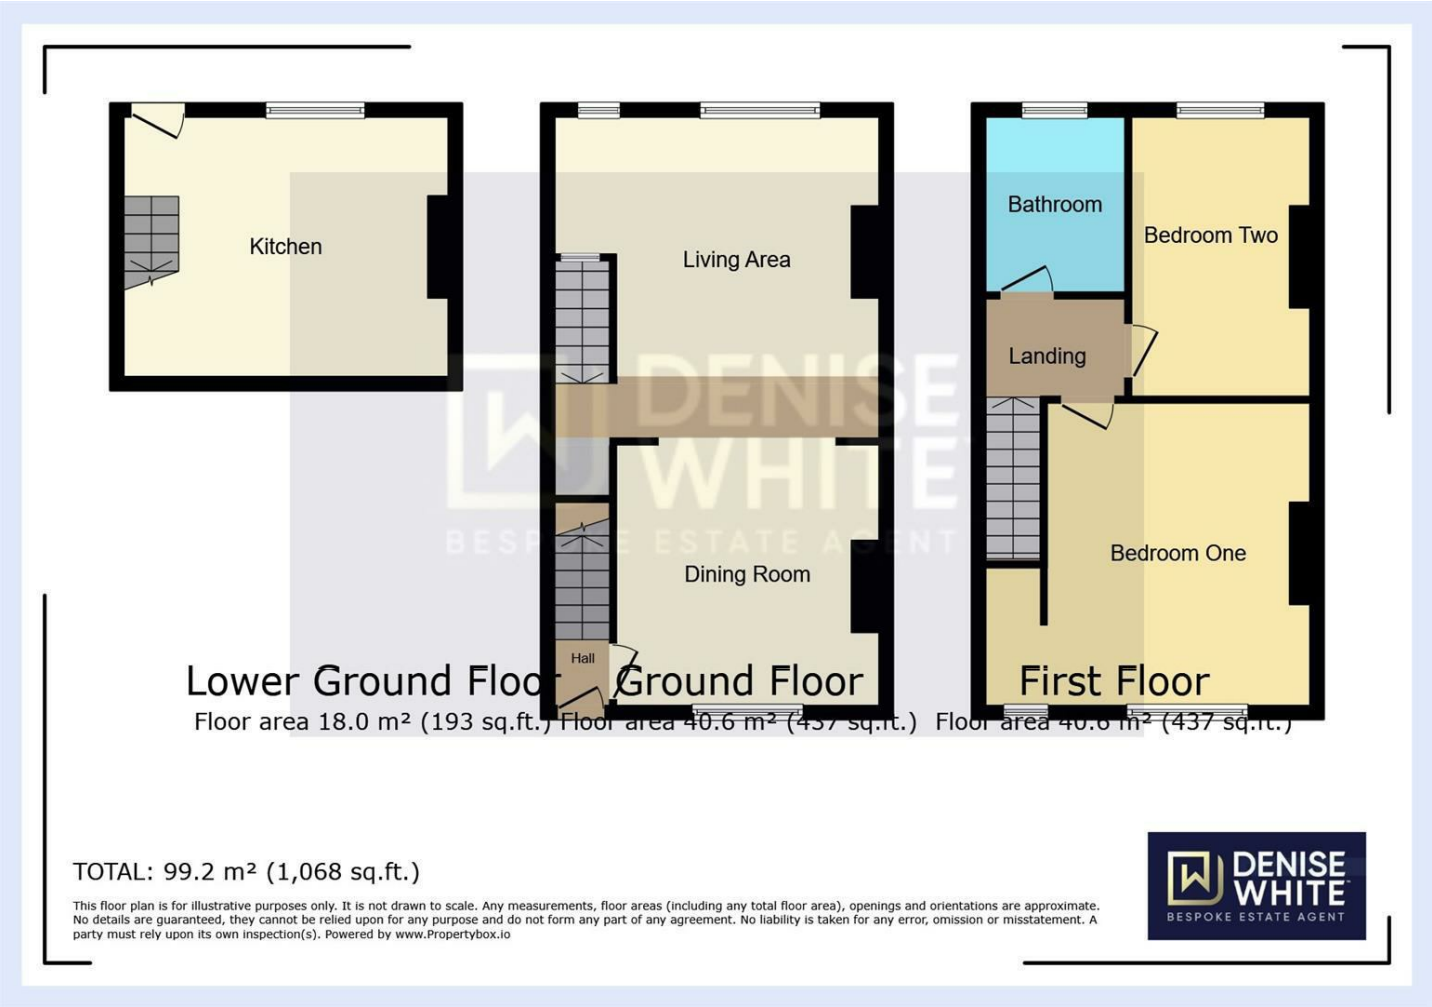 Kitchen
Living Area
Dining Room
Hall
Bathroom
Bedroom Two
Landing
Bedroom One
DENISE
WHITE
BESPOKE ESTATE AGENT
Lower Ground Floor
Floor area 18.0 m² (193 sq.ft.)
Ground Floor
Floor area 40.6 m² (437 sq.ft.)
First Floor
Floor area 40.6 m² (437 sq.ft.)
TOTAL: 99.2 m² (1,068 sq.ft.)
This floor plan is for illustrative purposes only. It is not drawn to scale. Any measurements, floor areas (including any total floor area), openings and orientations are approximate.
No details are guaranteed, they cannot be relied upon for any purpose and do not form any part of any agreement. No liability is taken for any error, omission or misstatement. A
party must rely upon its own inspection(s). Powered by www.Propertybox.io
DENISE
WHITE
BESPOKE ESTATE AGENT